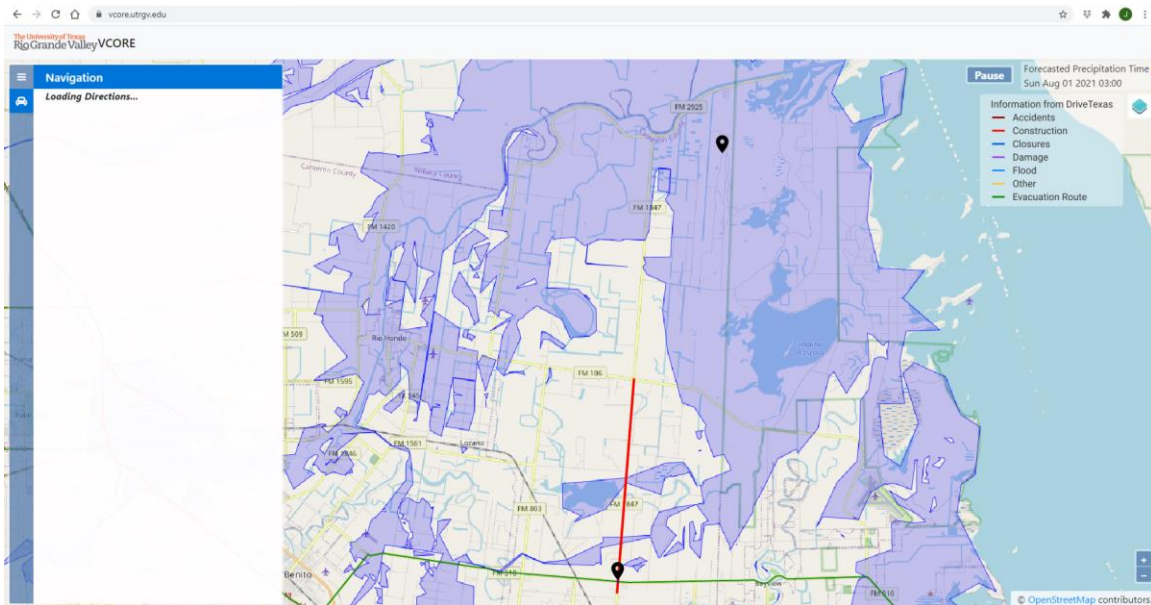 vcore.utrgv.edu
J
The University of Texas
Rio Grande Valley VCORE
Navigation
Loading Directions...
Pause
Forecasted Precipitation Time
Sun Aug 01 2021 03:00
Information from DriveTexas
Accidents
Construction
Closures
Damage
Flood
Other
Evacuation Route
FM 2925
Cameron County
Willacy County
FM 1847
FM 1420
M 509
Rio Hondo
FM 106
FM 1595
FM 1561
Lozano
FM 803
Benito
FM 510
Bayview
FM 510
+
−
© OpenStreetMap contributors.